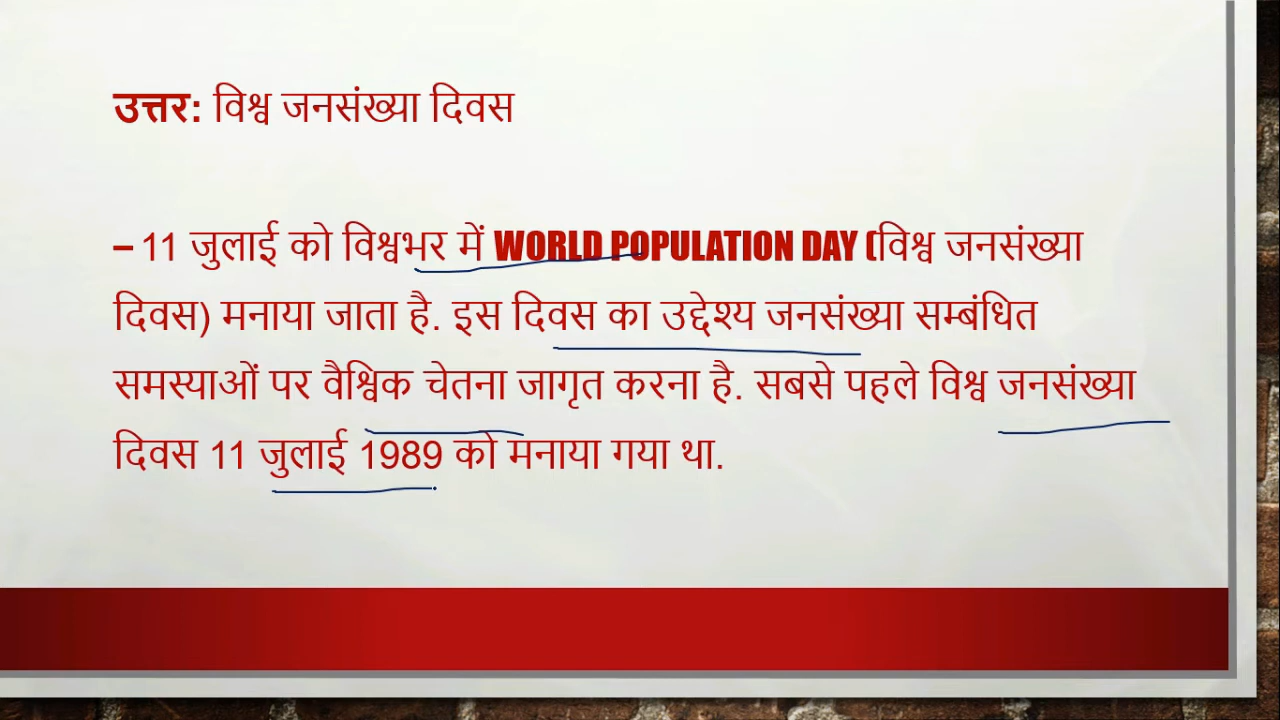 उत्तर: विश्व जनसंख्या दिवस
– 11 जुलाई को विश्वभर में WORLD POPULATION DAY (विश्व जनसंख्या
दिवस) मनाया जाता है. इस दिवस का उद्देश्य जनसंख्या सम्बंधित
समस्याओं पर वैश्विक चेतना जागृत करना है. सबसे पहले विश्व जनसंख्या
दिवस 11 जुलाई 1989 को मनाया गया था.